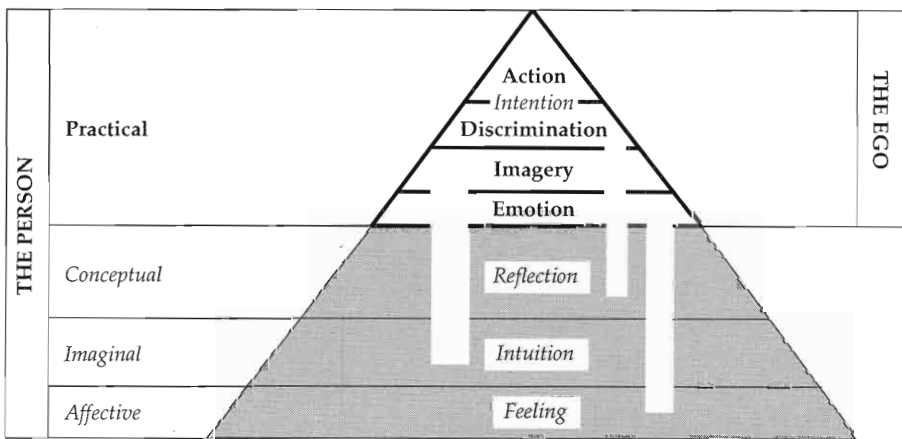 THE PERSON
Practical
Conceptual
Imaginal
Affective
Action
Intention
Discrimination
Imagery
Emotion
Reflection
Intuition
Feeling
THE EGO